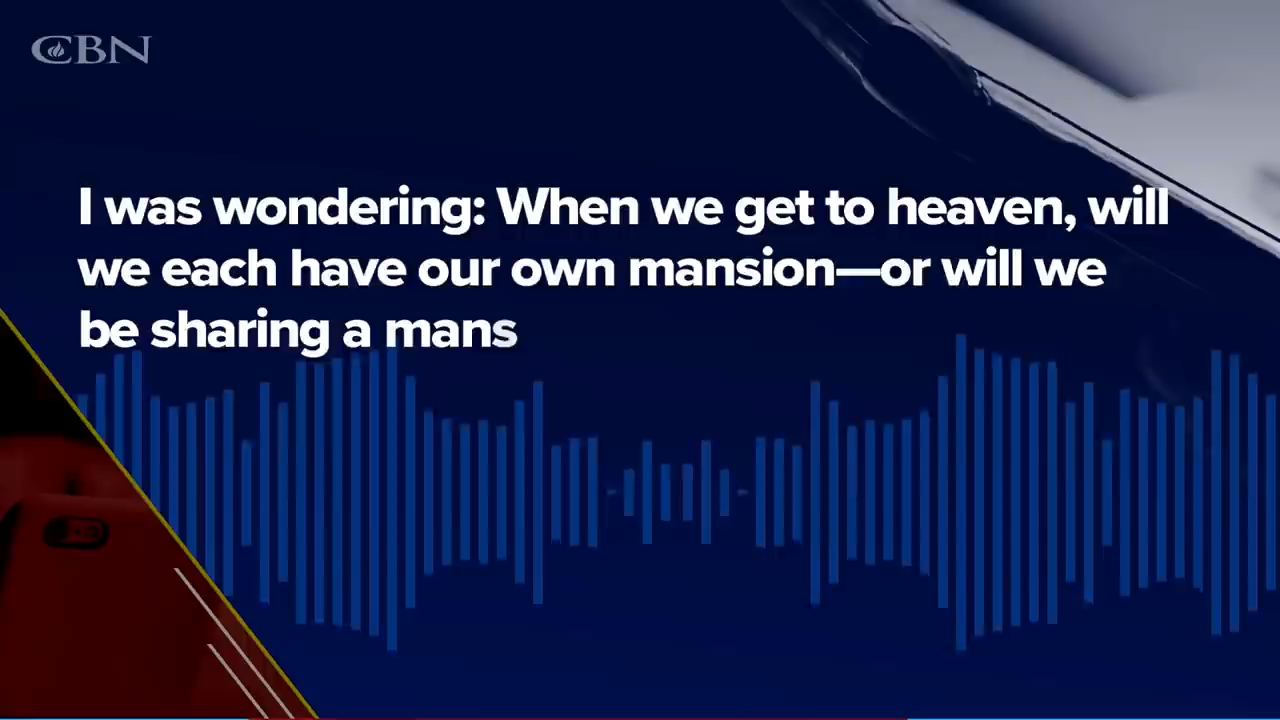 CBN
I was wondering: When we get to heaven, will
we each have our own mansion—or will we
be sharing a mans